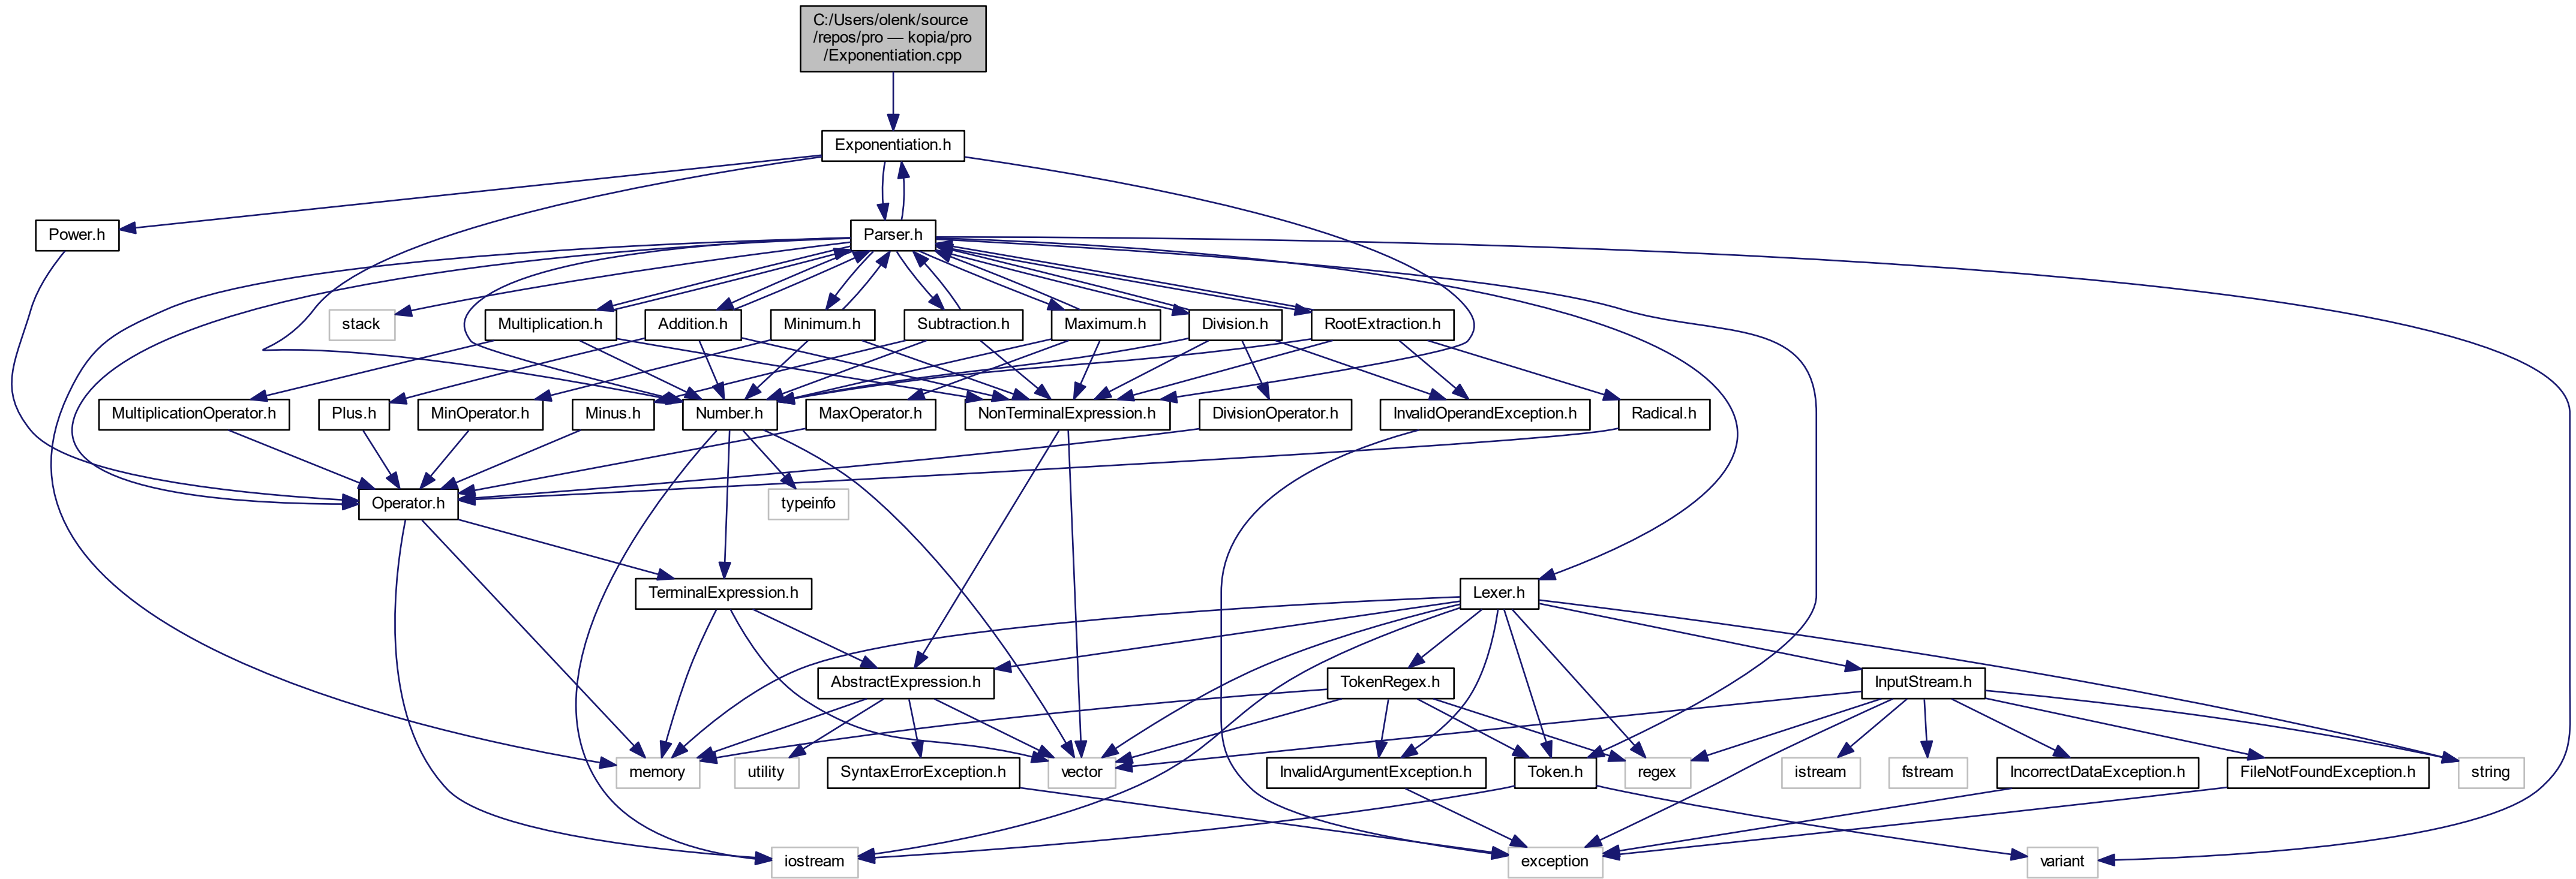 C:/Users/olenk/source
/repos/pro — kopia/pro
/Exponentiation.cpp
Exponentiation.h
Power.h
Parser.h
stack
Multiplication.h
Addition.h
Minimum.h
Subtraction.h
Maximum.h
Division.h
RootExtraction.h
MultiplicationOperator.h
Plus.h
MinOperator.h
Minus.h
Number.h
MaxOperator.h
NonTerminalExpression.h
DivisionOperator.h
InvalidOperandException.h
Radical.h
Operator.h
typeinfo
TerminalExpression.h
Lexer.h
AbstractExpression.h
TokenRegex.h
InputStream.h
memory
utility
SyntaxErrorException.h
vector
InvalidArgumentException.h
Token.h
regex
istream
fstream
IncorrectDataException.h
FileNotFoundException.h
string
iostream
exception
variant